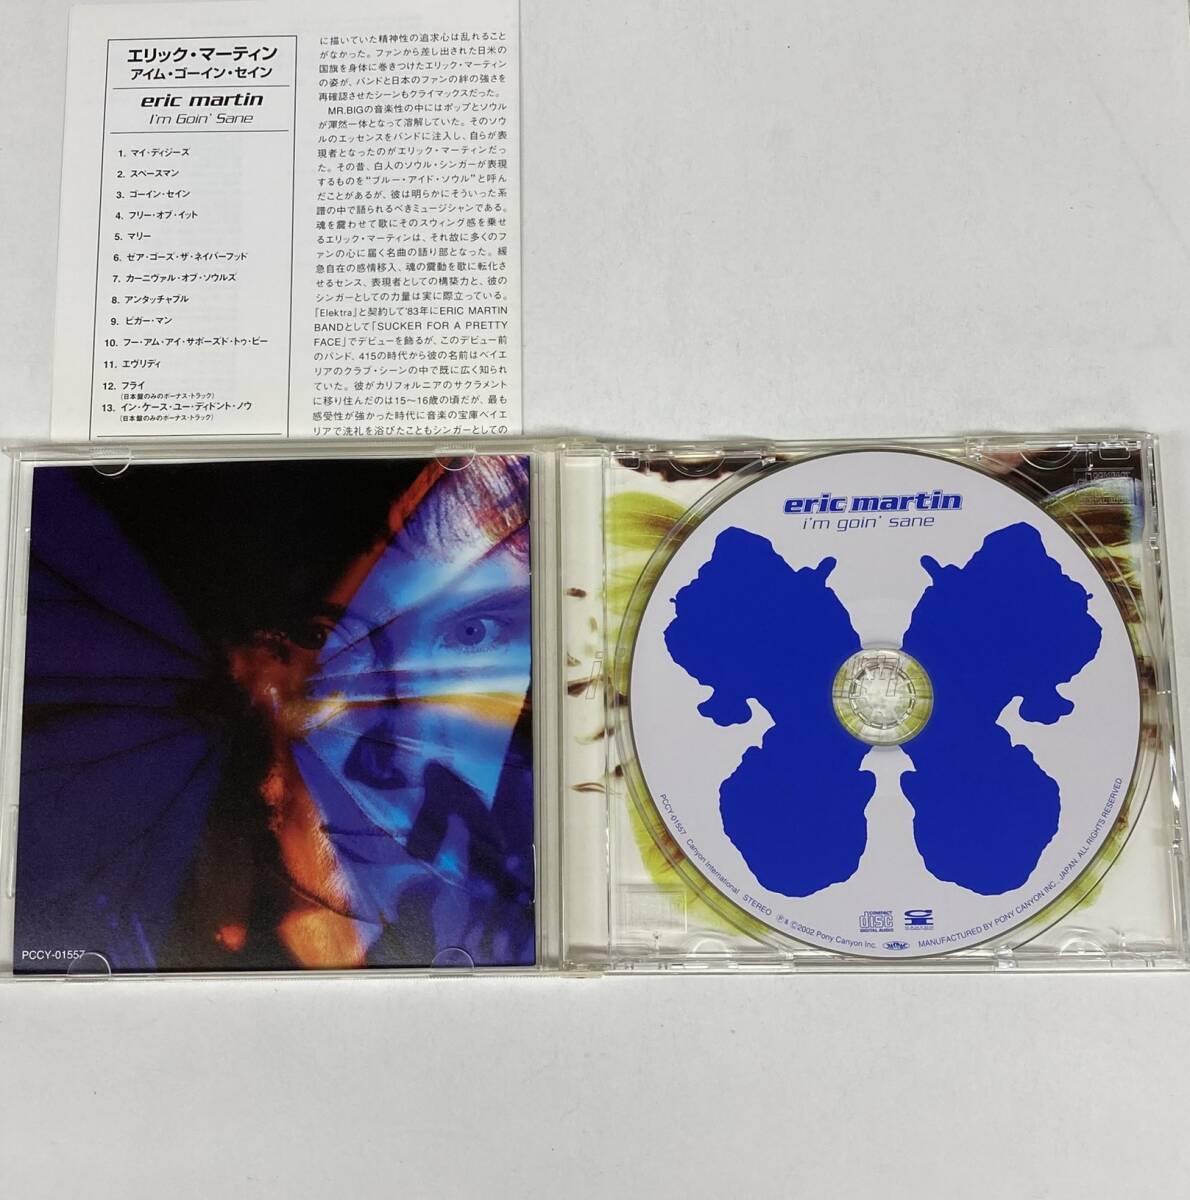 エリック・マーティン
アイム・ゴーイン・セイン
eric martin
I'm Goin' Sane
1. マイ・ディジーズ
2. スペースマン
3. ゴーイン・セイン
4. フリー・オブ・イット
5. マリー
6. ゼア・ゴーズ・ザ・ネイバーフッド
7. カーニヴァル・オブ・ソウルズ
8. アンタッチャブル
9. ビガー・マン
10. フー・アム・アイ・サポーズド・トゥ・ビー
11. エヴリディ
12. フライ
(日本盤のみのボーナス・トラック)
13. イン・ケース・ユー・ディドント・ノウ
(日本盤のみのボーナス・トラック)
に描いていた精神性の追求心は乱れること
がなかった。ファンから差し出された日米の
国旗を身体に巻きつけたエリック・マーティン
の姿が、バンドと日本のファンの絆の強さを
再確認させたシーンもクライマックスだった。
MR.BIGの音楽性の中にはポップとソウル
が渾然一体となって溶解していた。そのソウ
ルのエッセンスをバンドに注入し、自らが表
現者となったのがエリック・マーティンだっ
た。その昔、白人のソウル・シンガーが表現
するものを"ブルー・アイド・ソウル"と呼ん
だことがあるが、彼は明らかにそういった系
譜の中で語られるべきミュージシャンである。
魂を震わせて歌にそのスウィング感を乗せ
るエリック・マーティンは、それ故に多くのフ
ァンの心に届く名曲の語り部となった。緩
急自在の感情移入、魂の震動を歌に転化さ
せるセンス、表現者としての構築力と、彼の
シンガーとしての力量は実に際立っている。
「Elektra」と契約して'83年にERIC MARTIN
BANDとして「SUCKER FOR A PRETTY
FACE」でデビューを飾るが、このデビュー前
のバンド、415の時代から彼の名前はベイエ
リアのクラブ・シーンの中で既に広く知られ
ていた。彼がカリフォルニアのサクラメント
に移り住んだのは15～16歳の頃だが、最も
感受性が強かった時代に音楽の宝庫ベイエ
リアで洗礼を浴びたこともシンガーとしての
PCCY-01557
eric martin
i'm goin' sane
PCCY-01557 Canyon International STEREO ℗ & ©2002 Pony Canyon Inc. COMPACT disc DIGITAL AUDIO MANUFACTURED BY PONY CANYON INC., JAPAN. ALL RIGHTS RESERVED